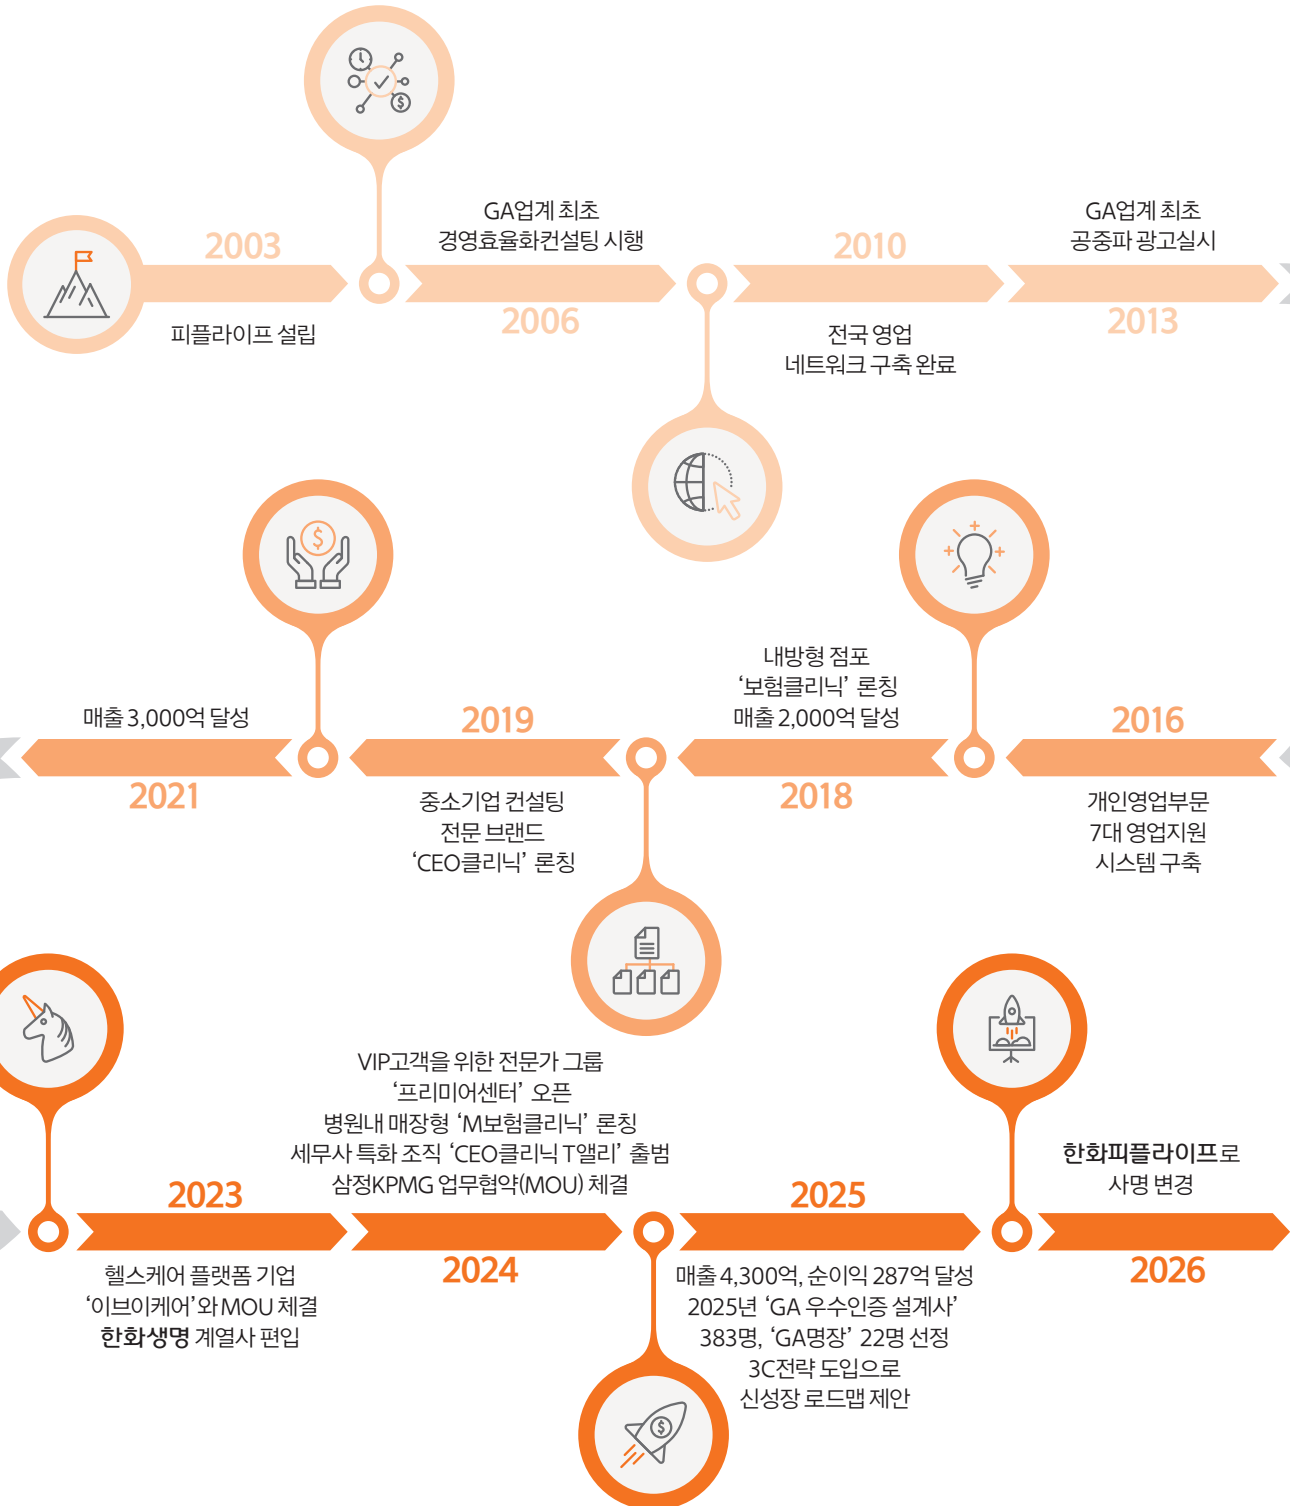 2003
피플라이프 설립
GA업계 최초
경영효율화컨설팅 시행
2006
2010
전국 영업
네트워크 구축 완료
GA업계 최초
공중파 광고실시
2013
2016
개인영업부문
7대 영업지원
시스템 구축
내방형 점포
‘보험클리닉’ 론칭
매출 2,000억 달성
2018
2019
중소기업 컨설팅
전문 브랜드
‘CEO클리닉’ 론칭
매출 3,000억 달성
2021
2023
헬스케어 플랫폼 기업
‘이브이케어’와 MOU 체결
한화생명 계열사 편입
VIP고객을 위한 전문가 그룹
‘프리미어센터’ 오픈
병원내 매장형 ‘M보험클리닉’ 론칭
세무사 특화 조직 ‘CEO클리닉 T앨리’ 출범
삼정KPMG 업무협약(MOU) 체결
2024
2025
매출 4,300억, 순이익 287억 달성
2025년 ‘GA 우수인증 설계사’
383명, ‘GA명장’ 22명 선정
3C전략 도입으로
신성장 로드맵 제안
한화피플라이프로
사명 변경
2026